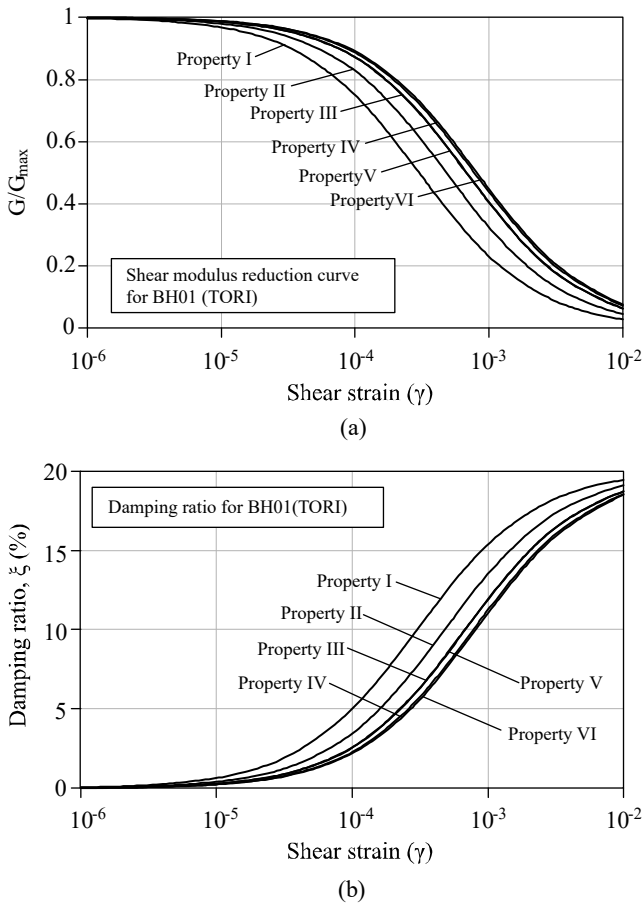 1
0.8
0.6
0.4
0.2
0
G/Gmax
Property I
Property II
Property III
Property IV
PropertyV
PropertyVI
Shear modulus reduction curve
for BH01 (TORI)
10-6
10-5
10-4
10-3
10-2
Shear strain (γ)
(a)
20
15
10
5
0
Damping ratio, ξ (%)
Damping ratio for BH01(TORI)
Property I
Property II
Property III
Property IV
Property V
Property VI
10-6
10-5
10-4
10-3
10-2
Shear strain (γ)
(b)